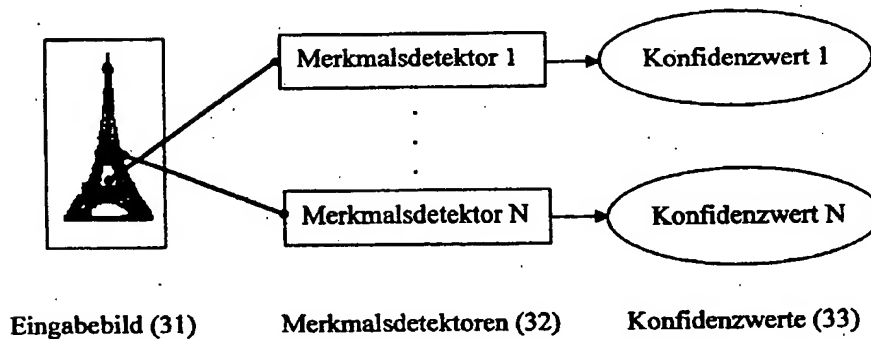 Merkmalsdetektor 1
Konfidenzwert 1
Merkmalsdetektor N
Konfidenzwert N
Eingabebild (31)
Merkmalsdetektoren (32)
Konfidenzwerte (33)